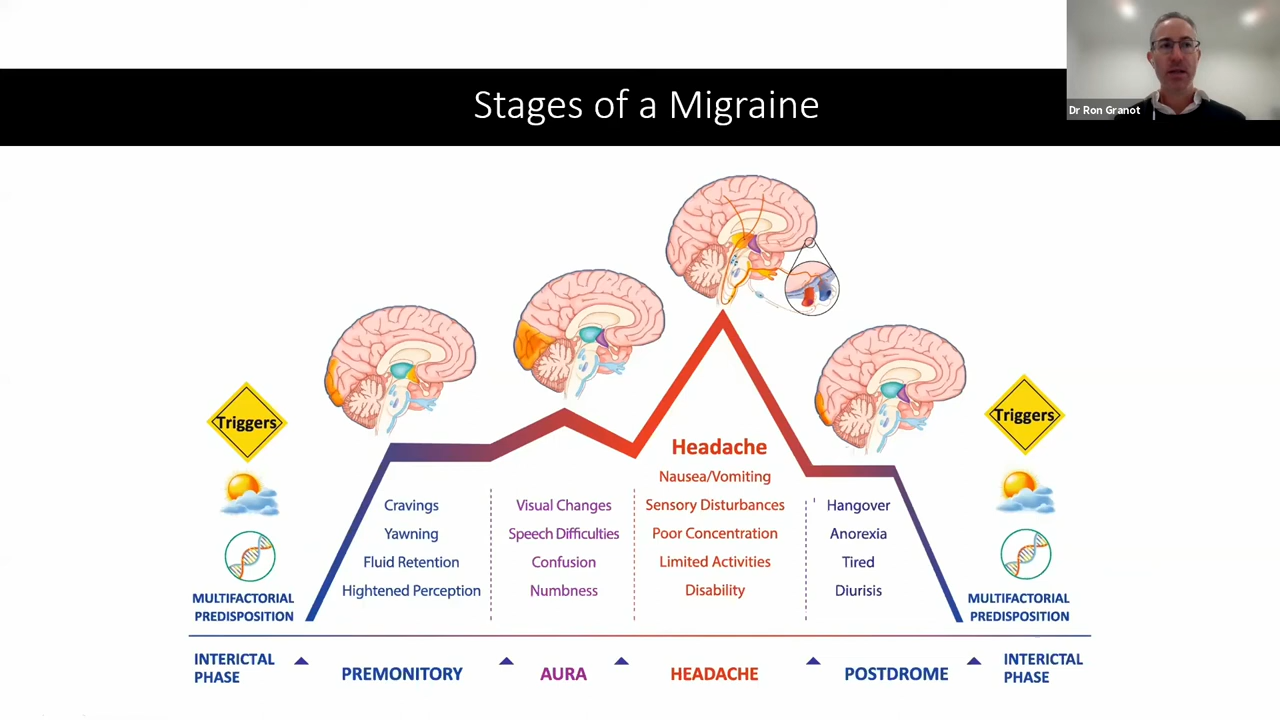 Dr Ron Granot
Stages of a Migraine
Triggers
MULTIFACTORIAL
PREDISPOSITION
Cravings
Yawning
Fluid Retention
Hightened Perception
Visual Changes
Speech Difficulties
Confusion
Numbness
Headache
Nausea/Vomiting
Sensory Disturbances
Poor Concentration
Limited Activities
Disability
Hangover
Anorexia
Tired
Diurisis
Triggers
MULTIFACTORIAL
PREDISPOSITION
INTERICTAL
PHASE
PREMONITORY
AURA
HEADACHE
POSTDROME
INTERICTAL
PHASE